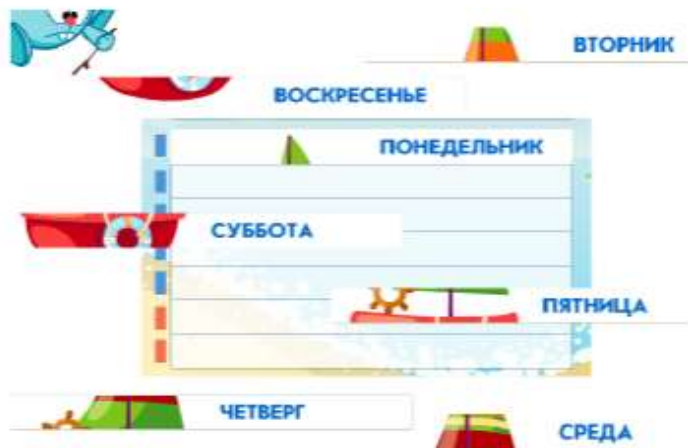 ВТОРНИК
ВОСКРЕСЕНЬЕ
ПОНЕДЕЛЬНИК
СУББОТА
ПЯТНИЦА
ЧЕТВЕРГ
СРЕДА